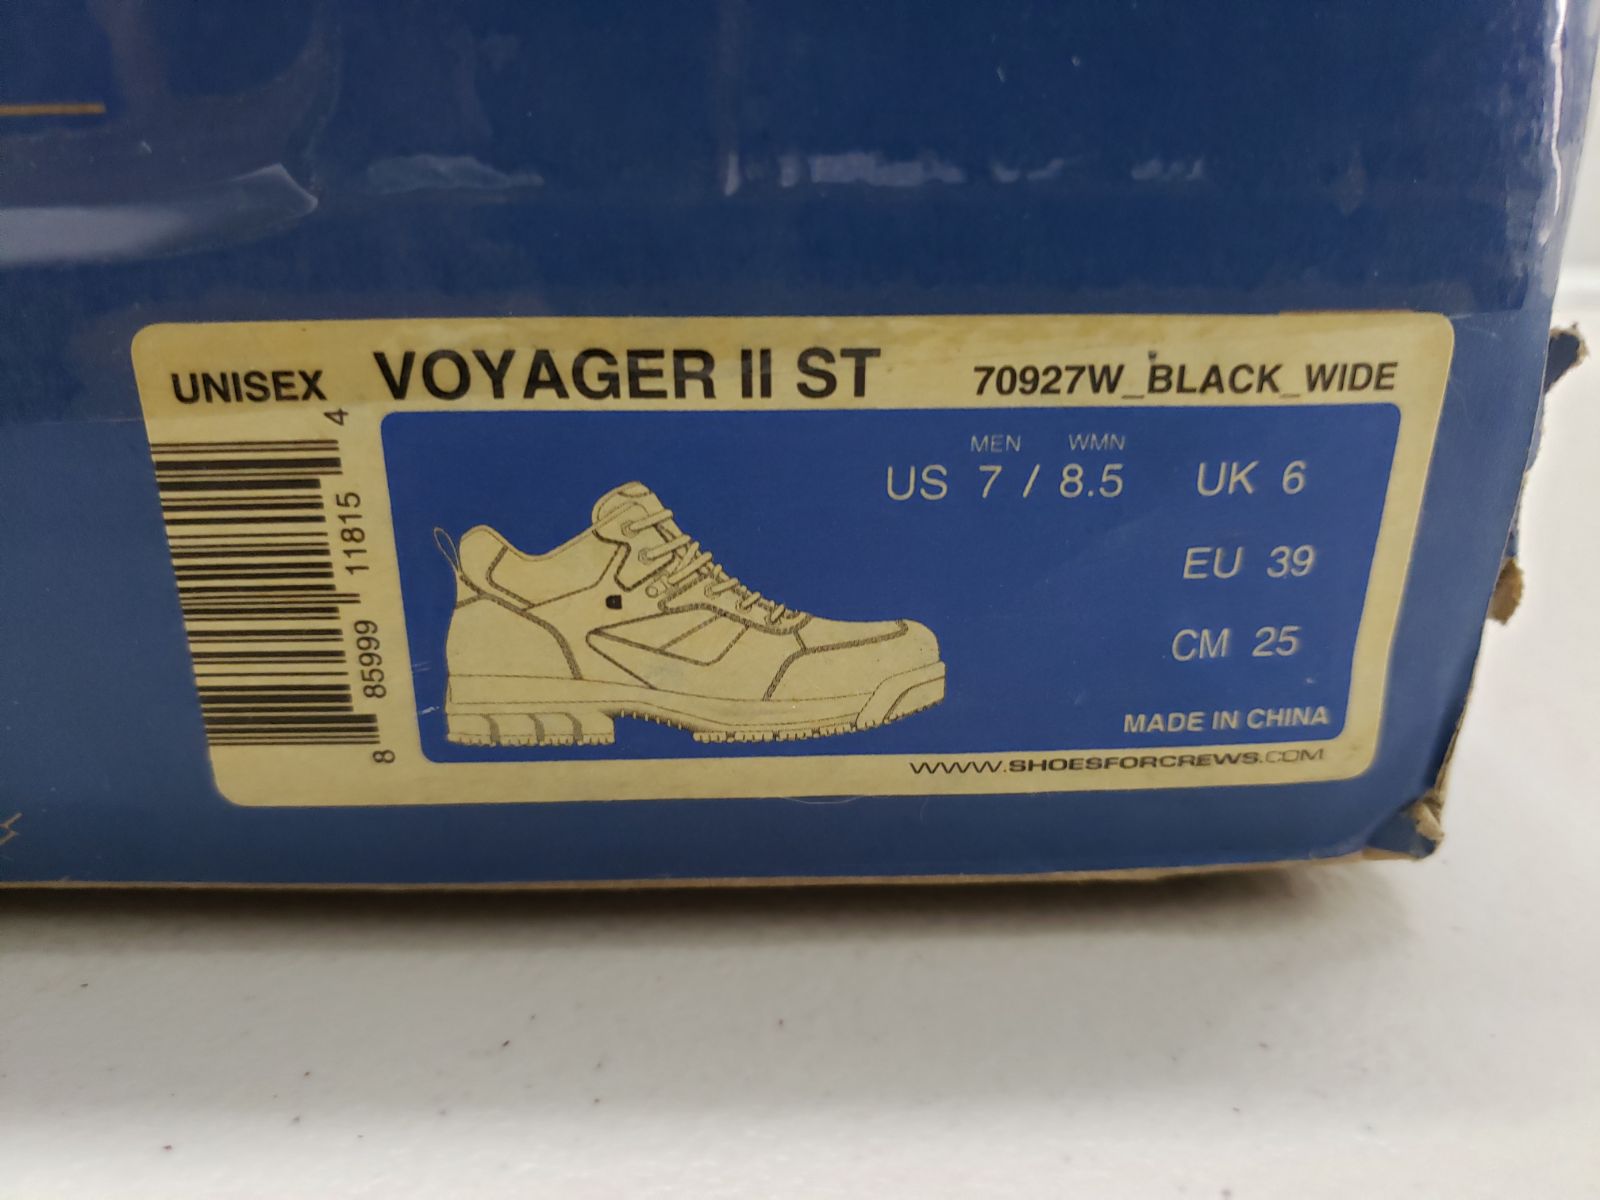 UNISEX VOYAGER II ST 70927W_BLACK_WIDE
MEN WMN
US 7 / 8.5 UK 6
EU 39
CM 25
MADE IN CHINA
WWW.SHOESFORCREWS.COM
8 85999 11815 4